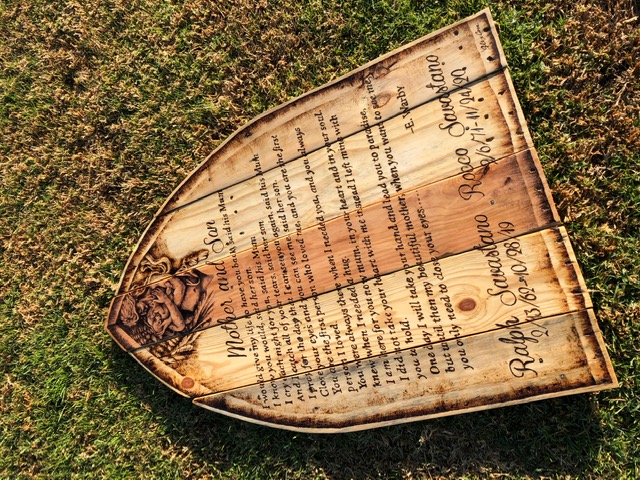 Mother and Son
I would give my life to have you back said his Mum
I know you would, said her son.
I cry each night for you, said his Mum
And I catch all of your tears, said her son
I pray for the day that I can see you again, said his Mum
Close your eyes and you can see me, said her son.
You are the first person who loved me, and you are the first
person I loved.
You were always there when I needed you, and you always
knew when I needed a hug.
I am here for you now mum, in your heart and in your soul.
I did not take your heart with me instead I left mine with
you to hold.
One day I will take your hand and lead you to paradise,
but until then my beautiful mother, when you want to see me,
you only need to close your eyes....
-E. Warby
Ralph Savastano
2/13/62-10/28/19
Rocco Savastano
9/6/71-11/24/20